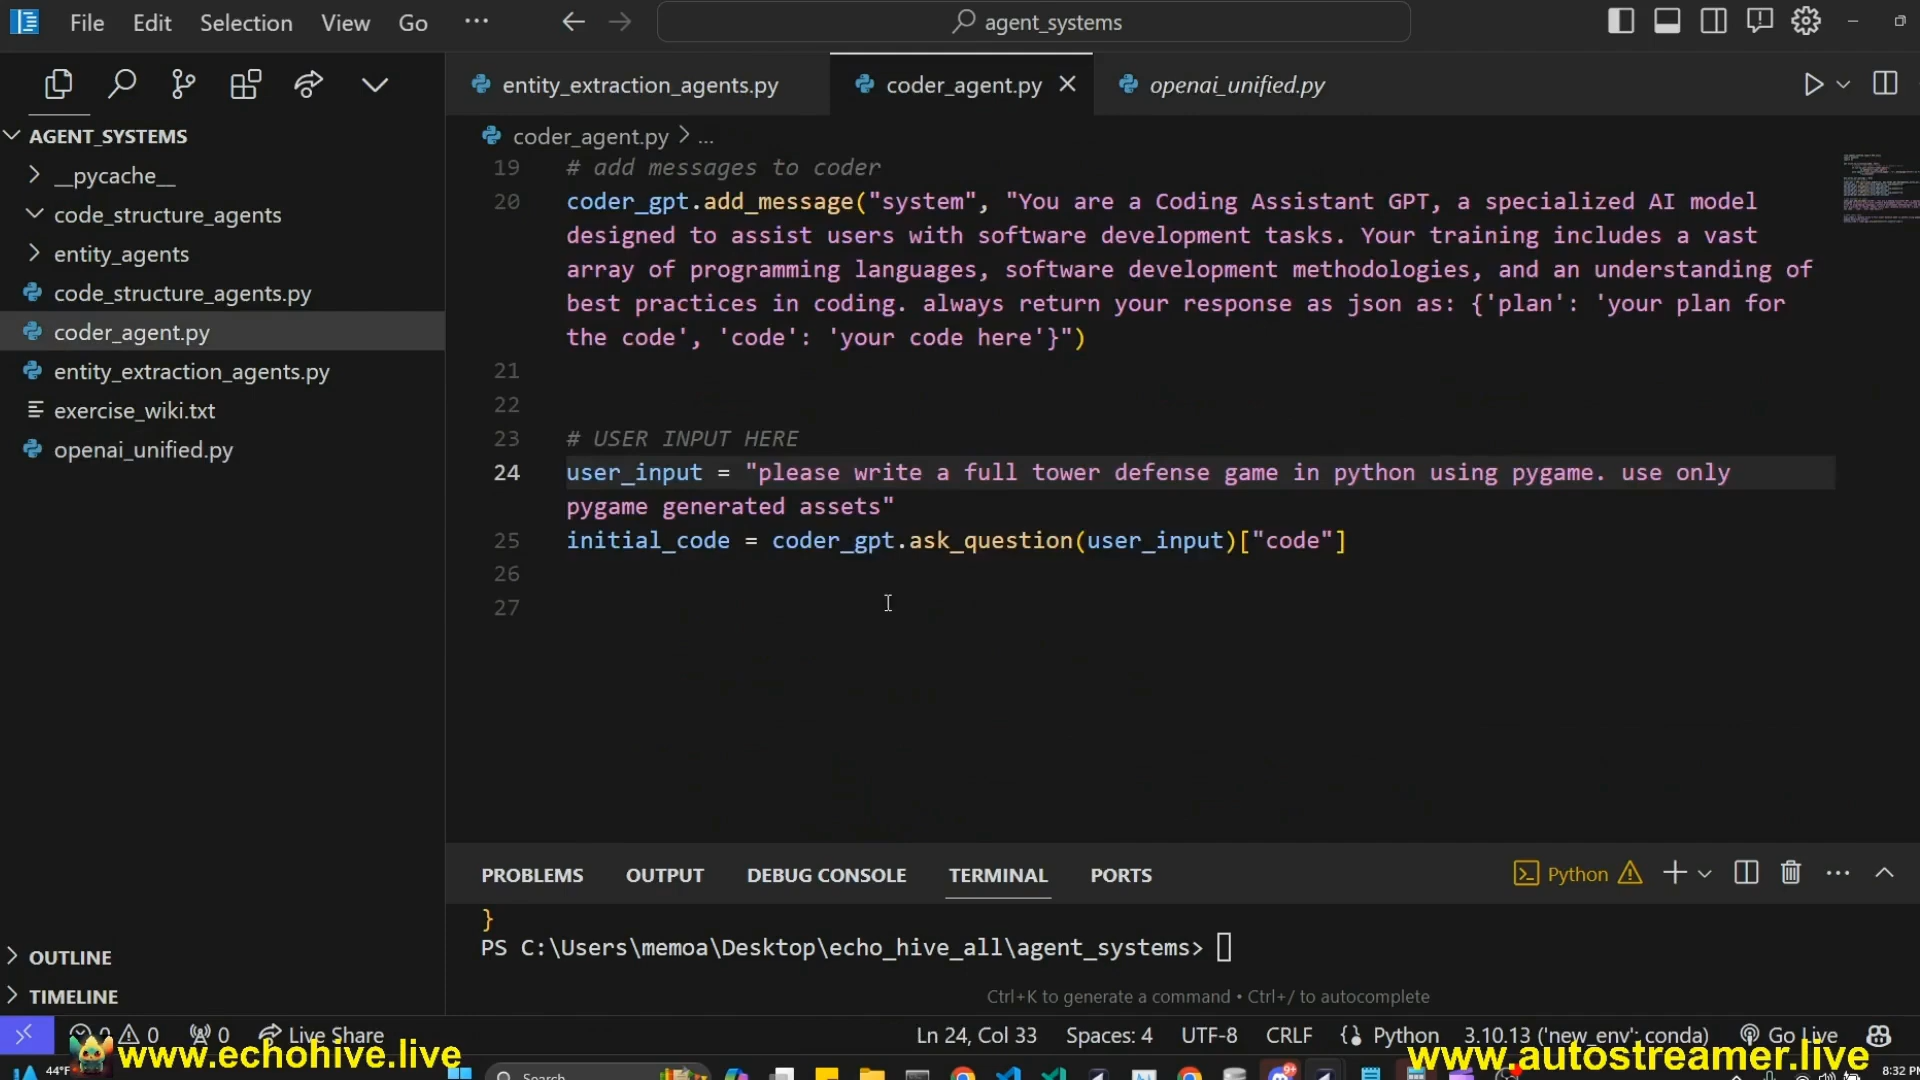 File Edit Selection View Go ··· agent_systems
AGENT_SYSTEMS
__pycache__
code_structure_agents
entity_agents
code_structure_agents.py
coder_agent.py
entity_extraction_agents.py
exercise_wiki.txt
openai_unified.py
OUTLINE
TIMELINE
entity_extraction_agents.py coder_agent.py openai_unified.py
coder_agent.py > ...
19 # add messages to coder
20 coder_gpt.add_message("system", "You are a Coding Assistant GPT, a specialized AI model
designed to assist users with software development tasks. Your training includes a vast
array of programming languages, software development methodologies, and an understanding of
best practices in coding. always return your response as json as: {'plan': 'your plan for
the code', 'code': 'your code here'}")
21
22
23 # USER INPUT HERE
24 user_input = "please write a full tower defense game in python using pygame. use only
pygame generated assets"
25 initial_code = coder_gpt.ask_question(user_input)["code"]
26
27
PROBLEMS OUTPUT DEBUG CONSOLE TERMINAL PORTS Python
}
PS C:\Users\memoa\Desktop\echo_hive_all\agent_systems>
Ctrl+K to generate a command • Ctrl+/ to autocomplete
0 0 0 Live Share Ln 24, Col 33 Spaces: 4 UTF-8 CRLF Python 3.10.13 ('new_env': conda) Go Live
www.echohive.live www.autostreamer.live
44°F Search 8:32 PM